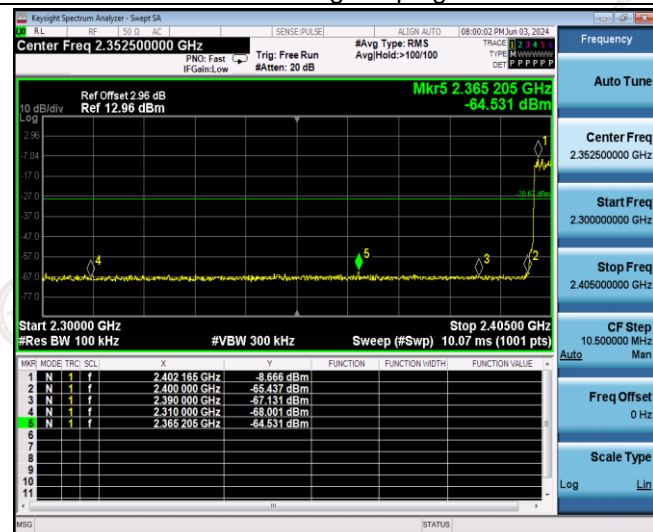 Keysight Spectrum Analyzer - Swept SA
LXI RL RF 50 Ω AC SENSE:PULSE ALIGN AUTO 08:00:02 PM Jun 03, 2024
Center Freq 2.352500000 GHz
PNO: Fast
IFGain:Low
Trig: Free Run
#Atten: 20 dB
#Avg Type: RMS
Avg|Hold:>100/100
TRACE 1 2 3 4 5 6
TYPE M WWWWW
DET P P P P P P
Mkr5 2.365 205 GHz
-64.531 dBm
10 dB/div
Log
Ref Offset 2.96 dB
Ref 12.96 dBm
2.96
-7.04
-17.0
-27.0
-37.0
-47.0
-57.0
-67.0
-77.0
1
-28.67 dBm
4
5
3
2
Start 2.30000 GHz
Stop 2.40500 GHz
#Res BW 100 kHz
#VBW 300 kHz
Sweep (#Swp) 10.07 ms (1001 pts)
MKR MODE TRC SCL X Y FUNCTION FUNCTION WIDTH FUNCTION VALUE
1 N 1 f 2.402 165 GHz -8.666 dBm
2 N 1 f 2.400 000 GHz -65.437 dBm
3 N 1 f 2.390 000 GHz -67.131 dBm
4 N 1 f 2.310 000 GHz -68.001 dBm
5 N 1 f 2.365 205 GHz -64.531 dBm
6
7
8
9
10
11
MSG
STATUS
Frequency
Auto Tune
Center Freq
2.352500000 GHz
Start Freq
2.300000000 GHz
Stop Freq
2.405000000 GHz
CF Step
10.500000 MHz
Auto Man
Freq Offset
0 Hz
Scale Type
Log Lin